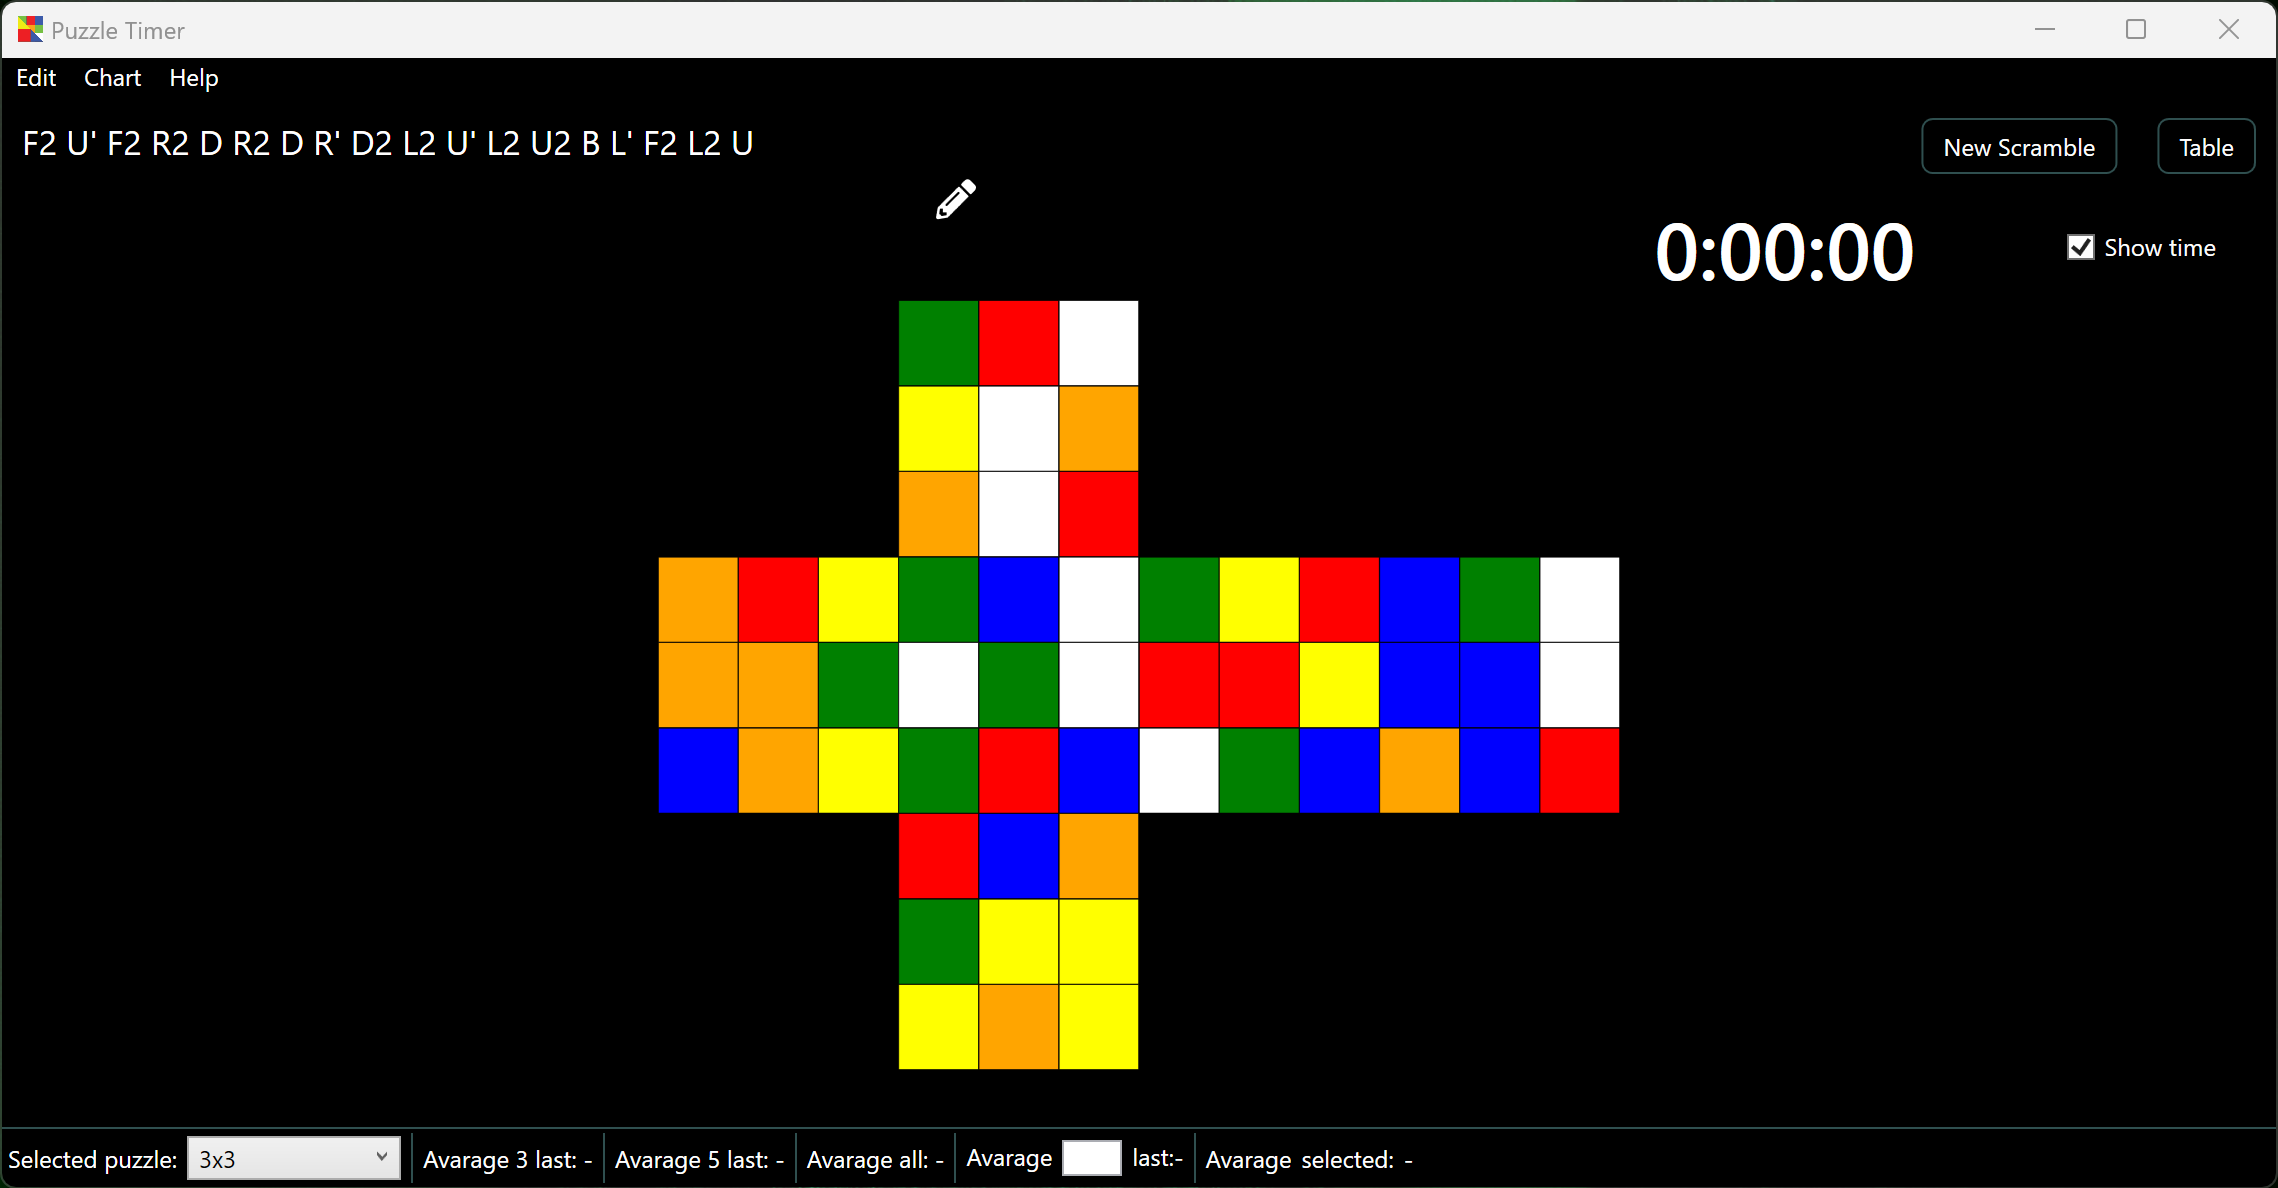 Puzzle Timer
Edit Chart Help
F2 U' F2 R2 D R2 D R' D2 L2 U' L2 U2 B L' F2 L2 U
New Scramble Table
0:00:00 Show time
Selected puzzle: 3x3 Avarage 3 last: - Avarage 5 last: - Avarage all: - Avarage last:- Avarage selected: -